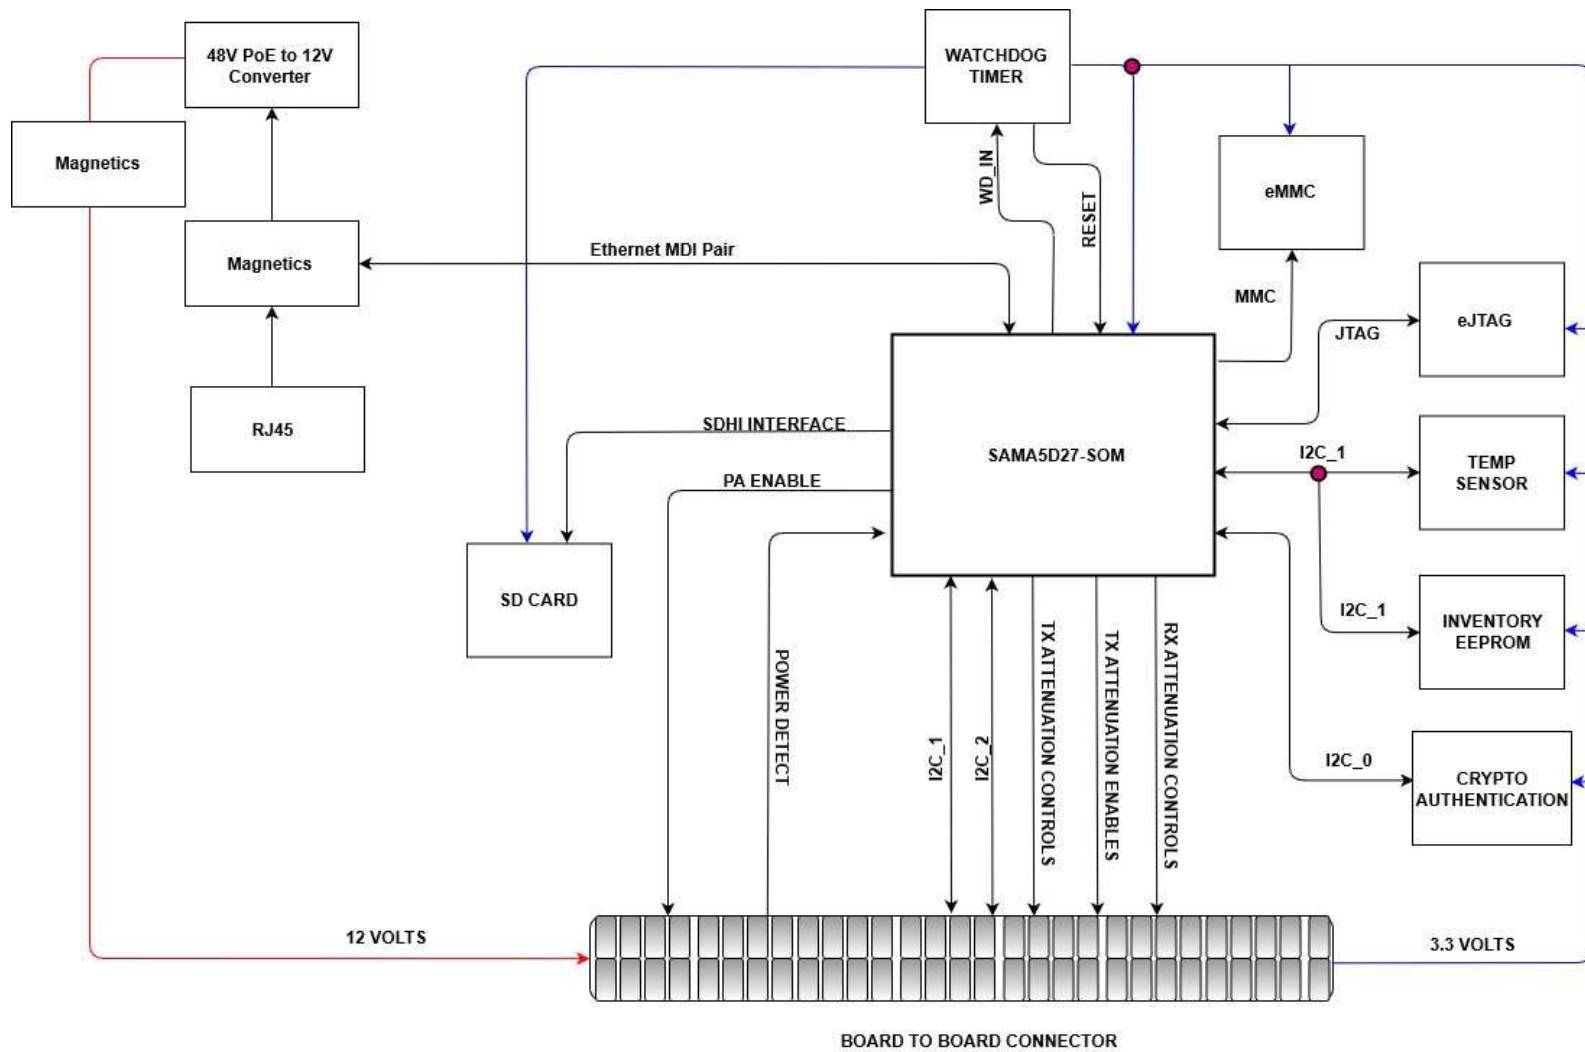 48V PoE to 12V
Converter
WATCHDOG
TIMER
Magnetics
WD_IN
RESET
eMMC
Ethernet MDI Pair
Magnetics
MMC
eJTAG
JTAG
RJ45
SDHI INTERFACE
SAMA5D27-SOM
I2C_1
TEMP
SENSOR
PA ENABLE
SD CARD
I2C_1
INVENTORY
EEPROM
POWER DETECT
I2C_1
I2C_2
TX ATTENUATION CONTROLS
TX ATTENUATION ENABLES
RX ATTENUATION CONTROLS
I2C_0
CRYPTO
AUTHENTICATION
12 VOLTS
3.3 VOLTS
BOARD TO BOARD CONNECTOR